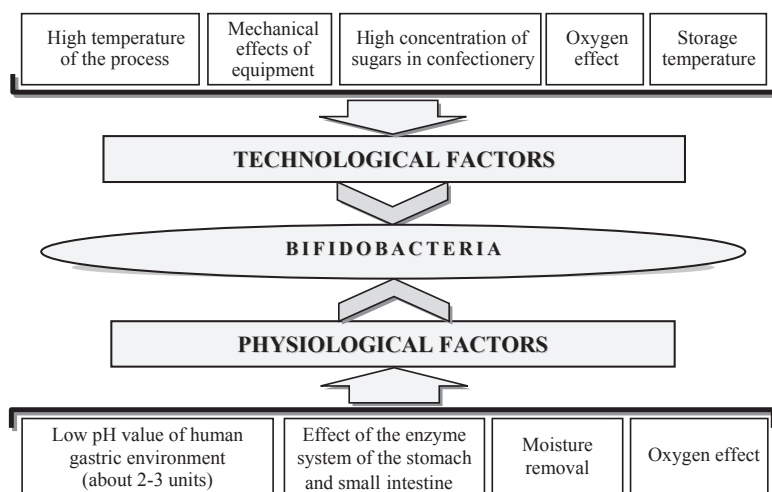 High temperature
of the process
Mechanical
effects of
equipment
High concentration of
sugars in confectionery
Oxygen
effect
Storage
temperature
TECHNOLOGICAL FACTORS
BIFIDOBACTERIA
PHYSIOLOGICAL FACTORS
Low pH value of human
gastric environment
(about 2-3 units)
Effect of the enzyme
system of the stomach
and small intestine
Moisture
removal
Oxygen effect